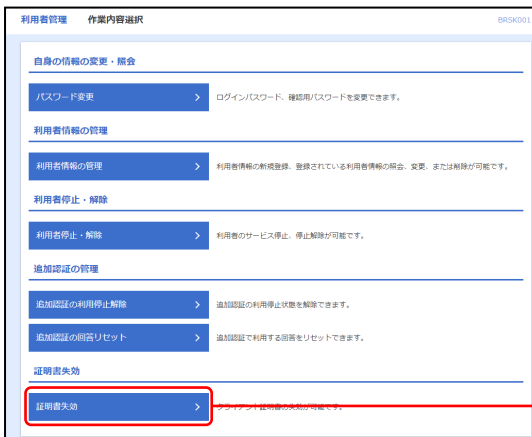 利用者管理 作業内容選択 BRSK001
自身の情報の変更・照会
パスワード変更 ログインパスワード、確認用パスワードを変更できます。
利用者情報の管理
利用者情報の管理 利用者情報の新規登録、登録されている利用者情報の照会、変更、または削除が可能です。
利用者停止・解除
利用者停止・解除 利用者のサービス停止、停止解除が可能です。
追加認証の管理
追加認証の利用停止解除 追加認証の利用停止状態を解除できます。
追加認証の回答リセット 追加認証で利用する回答をリセットできます。
証明書失効
証明書失効 クライアント証明書の失効が可能です。